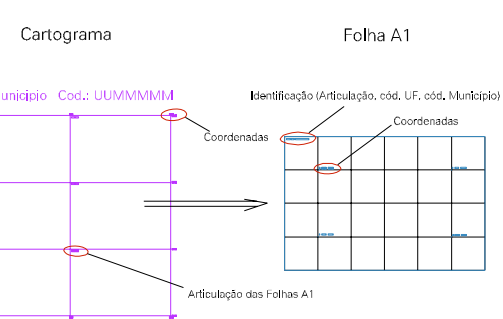 Cartograma
Folha A1
unicipio Cod.: UUMMMMM
Identificação (Articulação, cód. UF, cód. Município)
Coordenadas
Coordenadas
Articulação das Folhas A1